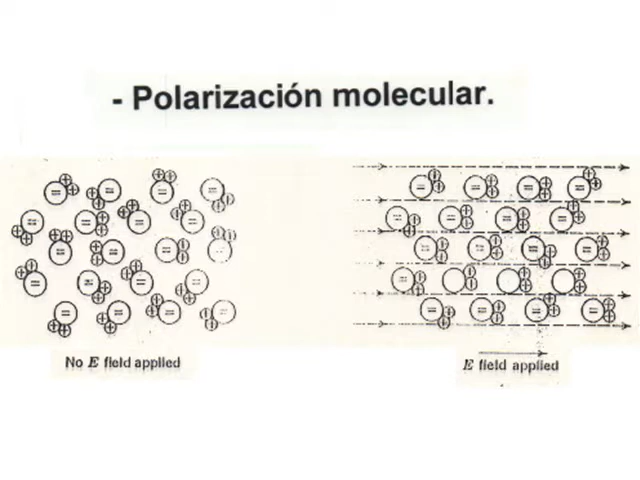 - Polarización molecular.
No E field applied
E field applied